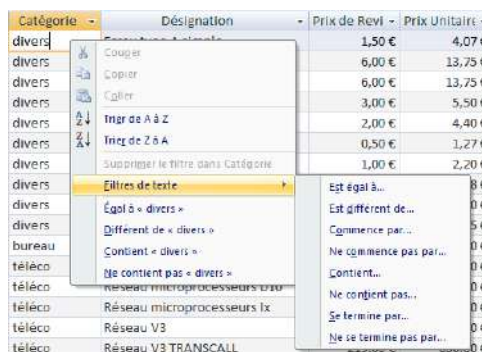 Catégorie Désignation Prix de Revi Prix Unitaire
divers 1,50 € 4,07
divers Couper 6,00 € 13,75
divers Copier 6,00 € 13,75
divers Coller 3,00 € 5,50
divers Trier de A à Z 2,00 € 4,40
divers Trier de Z à A 0,50 € 1,27
divers Supprimer le filtre dans Catégorie 1,00 € 2,20
divers Filtres de texte Est égal à...
divers Égal à « divers » Est différent de...
divers Différent de « divers » Commence par...
bureau Contient « divers » Ne commence pas par...
téléco Ne contient pas « divers » Contient...
téléco Réseau microprocesseurs Ne contient pas...
téléco Réseau microprocesseurs Ix
téléco Réseau V3 Se termine par...
téléco Réseau V3 TRANSCALL Ne se termine pas par...